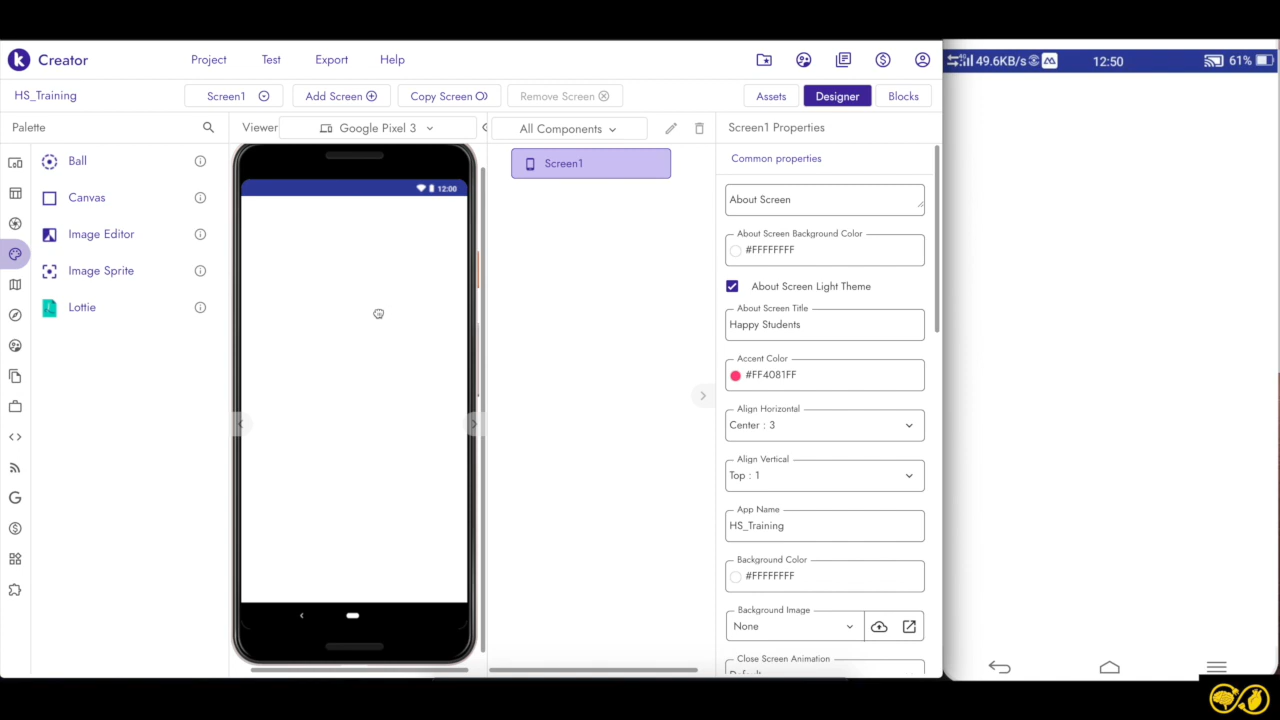 Creator
Project
Test
Export
Help
49.6KB/s
12:50
61%
HS_Training
Screen1
Add Screen
Copy Screen
Remove Screen
Assets
Designer
Blocks
Palette
Viewer
Google Pixel 3
All Components
Screen1 Properties
Ball
Canvas
Image Editor
Image Sprite
Lottie
12:00
Screen1
Common properties
About Screen
About Screen Background Color
#FFFFFFFF
About Screen Light Theme
About Screen Title
Happy Students
Accent Color
#FF4081FF
Align Horizontal
Center : 3
Align Vertical
Top : 1
App Name
HS_Training
Background Color
#FFFFFFFF
Background Image
None
Close Screen Animation